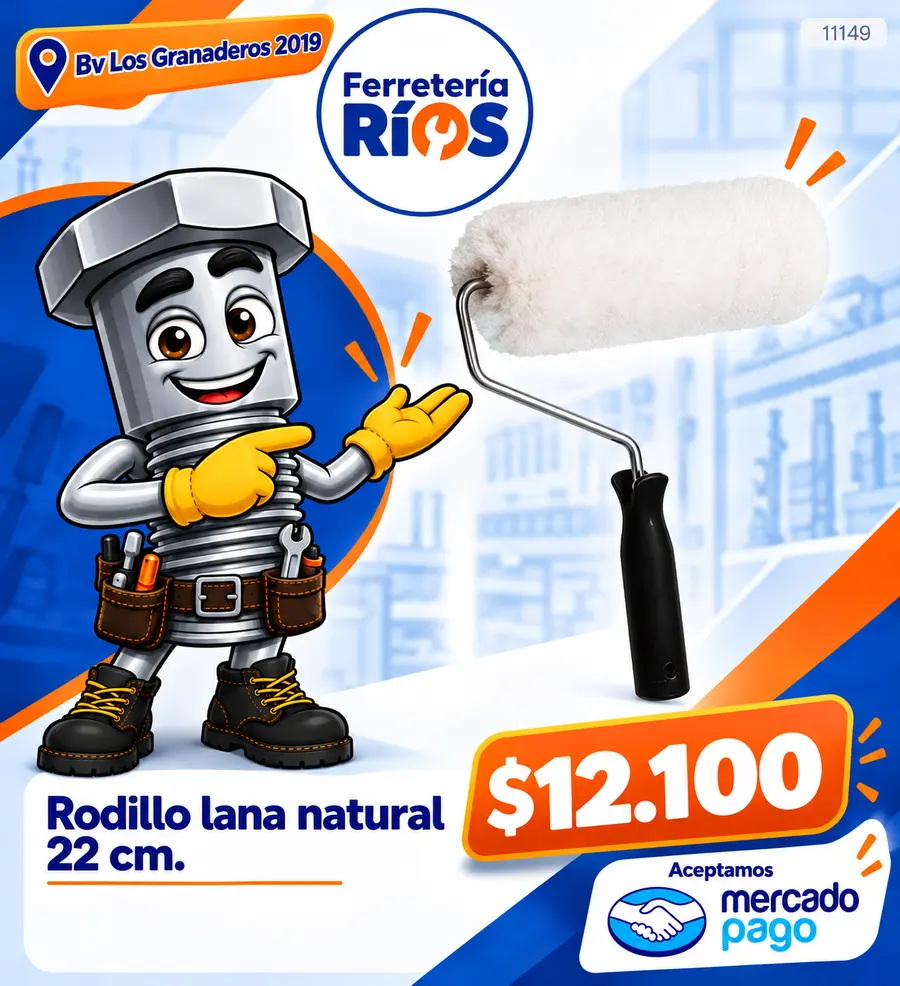 Bv Los Granaderos 2019
11149
Ferretería
RÍOS
Rodillo lana natural
22 cm.
$12.100
Aceptamos
mercado
pago